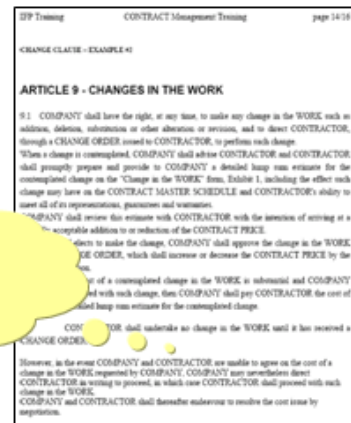 IFP Training CONTRACT Management Training page 14/16
CHANGE CLAUSE – EXAMPLE #1
ARTICLE 9 - CHANGES IN THE WORK
9.1 COMPANY shall have the right, at any time, to make any change in the WORK such as
addition, deletion, substitution or other alteration or revision, and to direct CONTRACTOR,
through a CHANGE ORDER issued to CONTRACTOR, to perform such change.
When a change is contemplated, COMPANY shall advise CONTRACTOR and CONTRACTOR
shall promptly prepare and provide to COMPANY a detailed lump sum estimate for the
contemplated change on the "Change in the WORK" form, Exhibit 1, including the effect such
change may have on the CONTRACT MASTER SCHEDULE and CONTRACTOR's ability to
meet all of its representations, guarantees and warranties.
COMPANY shall review this estimate with CONTRACTOR with the intention of arriving at a
acceptable addition to or reduction of the CONTRACT PRICE.
elects to make the change, COMPANY shall approve the change in the WORK
ORDER, which shall increase or decrease the CONTRACT PRICE by the
of a contemplated change in the WORK is substantial and COMPANY
with such change, then COMPANY shall pay CONTRACTOR the cost of
lump sum estimate for the contemplated change.
shall undertake no change in the WORK until it has received a
CHANGE ORDER
However, in the event COMPANY and CONTRACTOR are unable to agree on the cost of a
change in the WORK requested by COMPANY, COMPANY may nevertheless direct
CONTRACTOR in writing to proceed, in which case CONTRACTOR shall proceed with such
change in the WORK.
COMPANY and CONTRACTOR shall thereafter endeavour to resolve the cost issue by
negotiation.